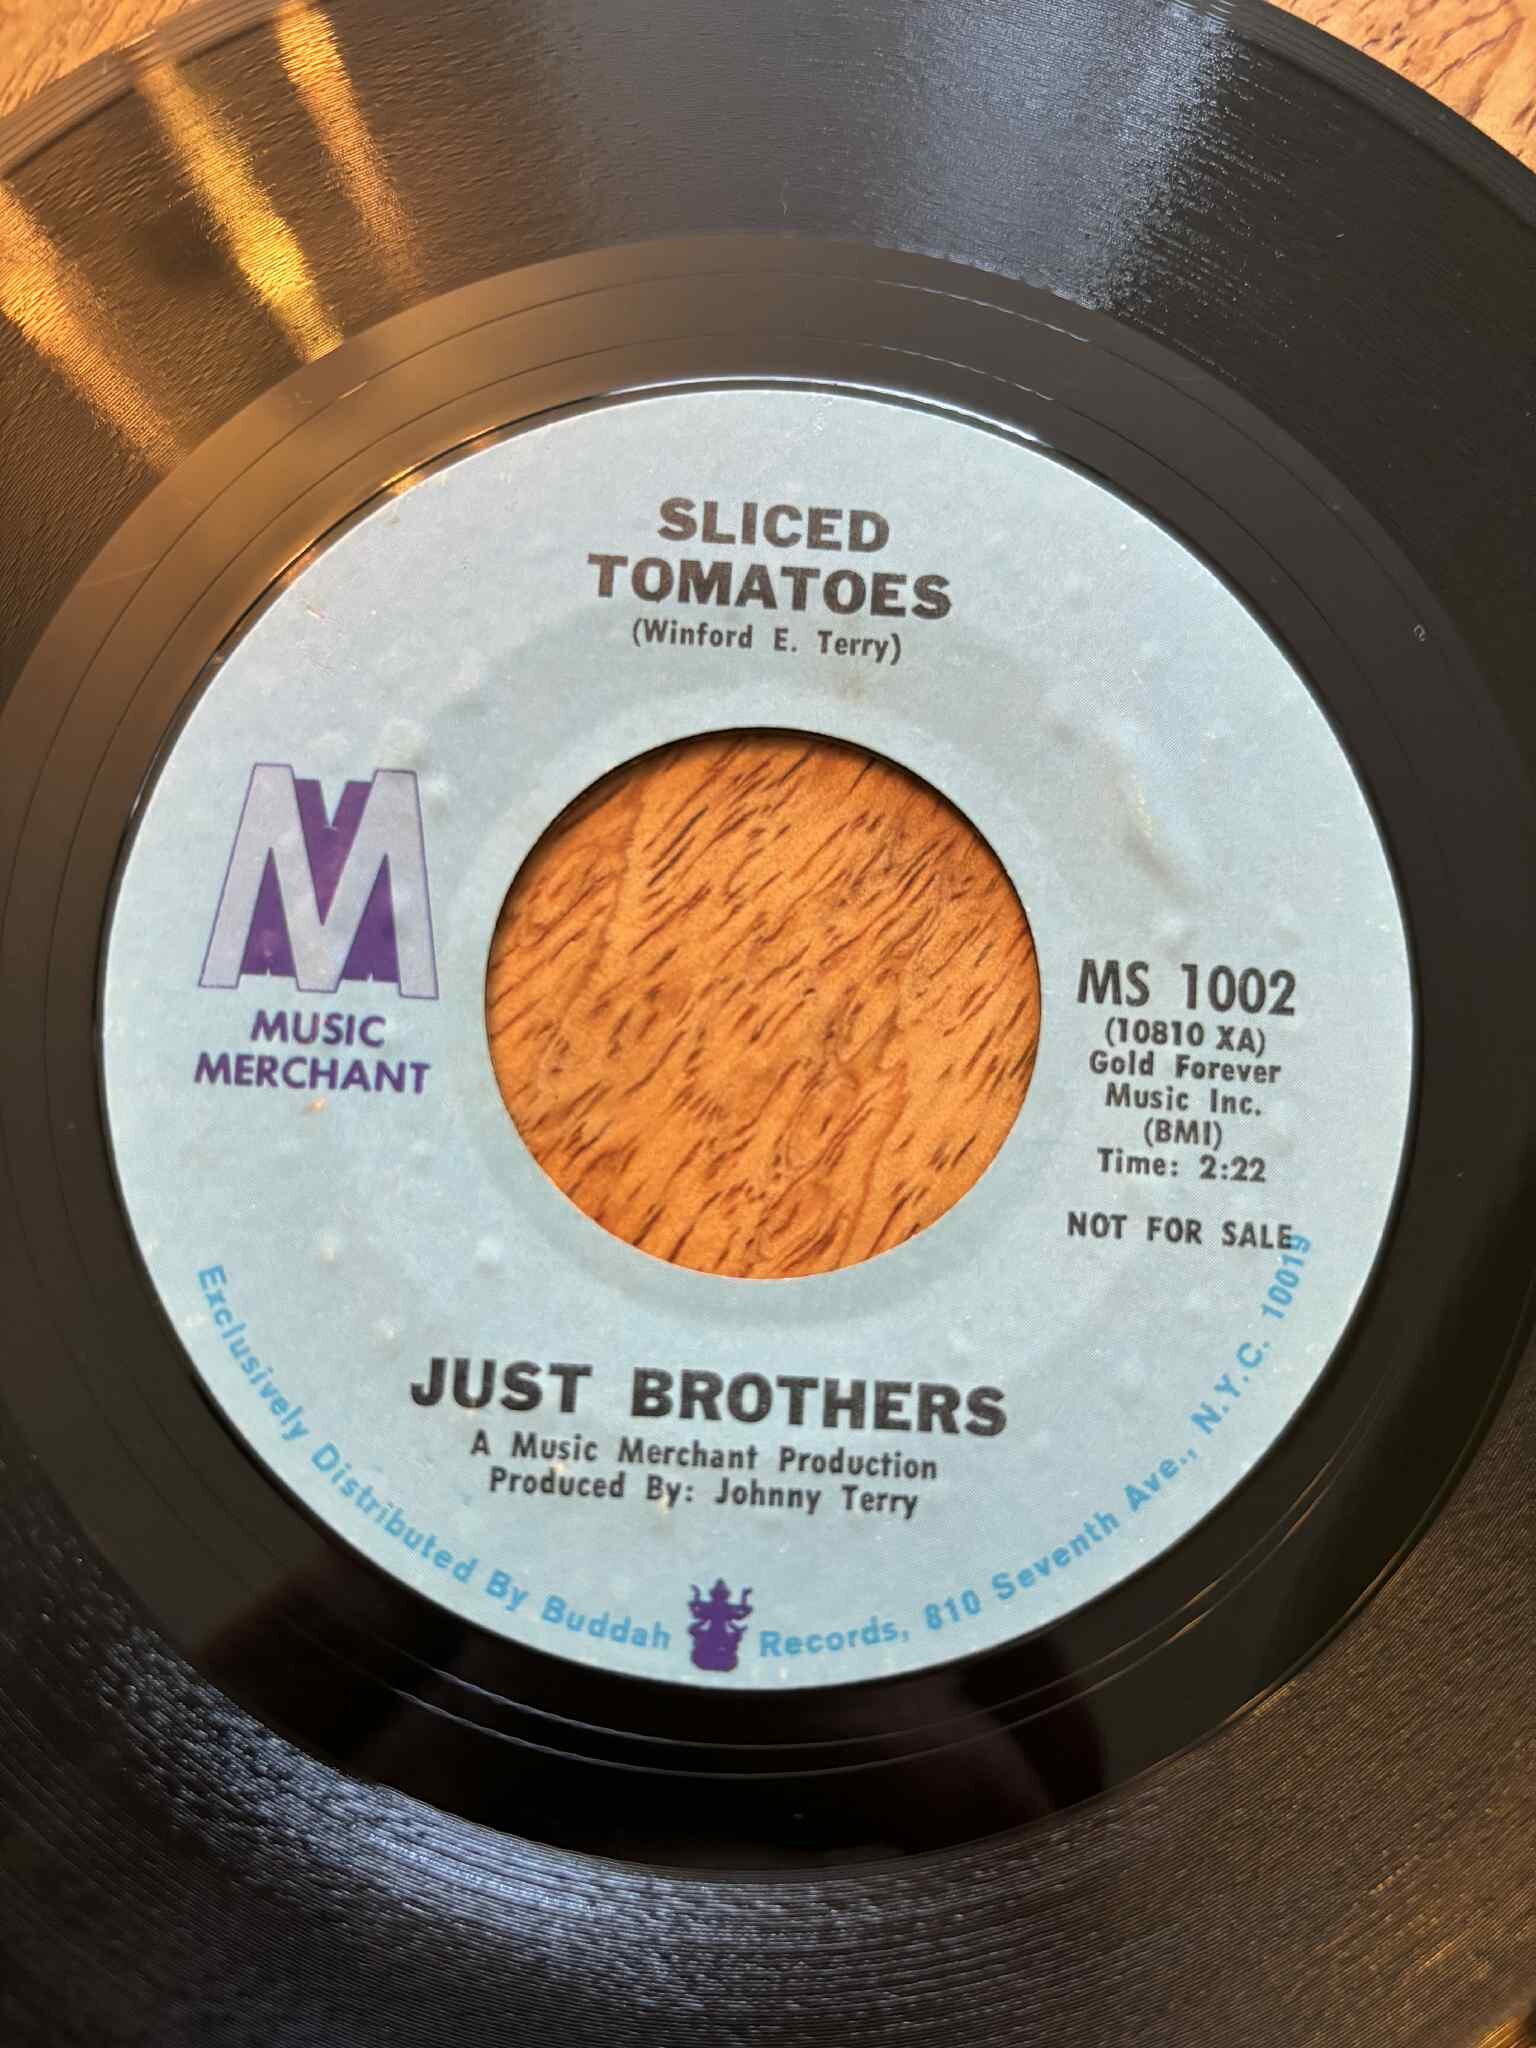 SLICED
TOMATOES
(Winford E. Terry)
M
MUSIC
MERCHANT
MS 1002
(10810 XA)
Gold Forever
Music Inc.
(BMI)
Time: 2:22
NOT FOR SALE
JUST BROTHERS
A Music Merchant Production
Produced By: Johnny Terry
Exclusively Distributed By Buddah Records, 810 Seventh Ave., N.Y.C. 10019